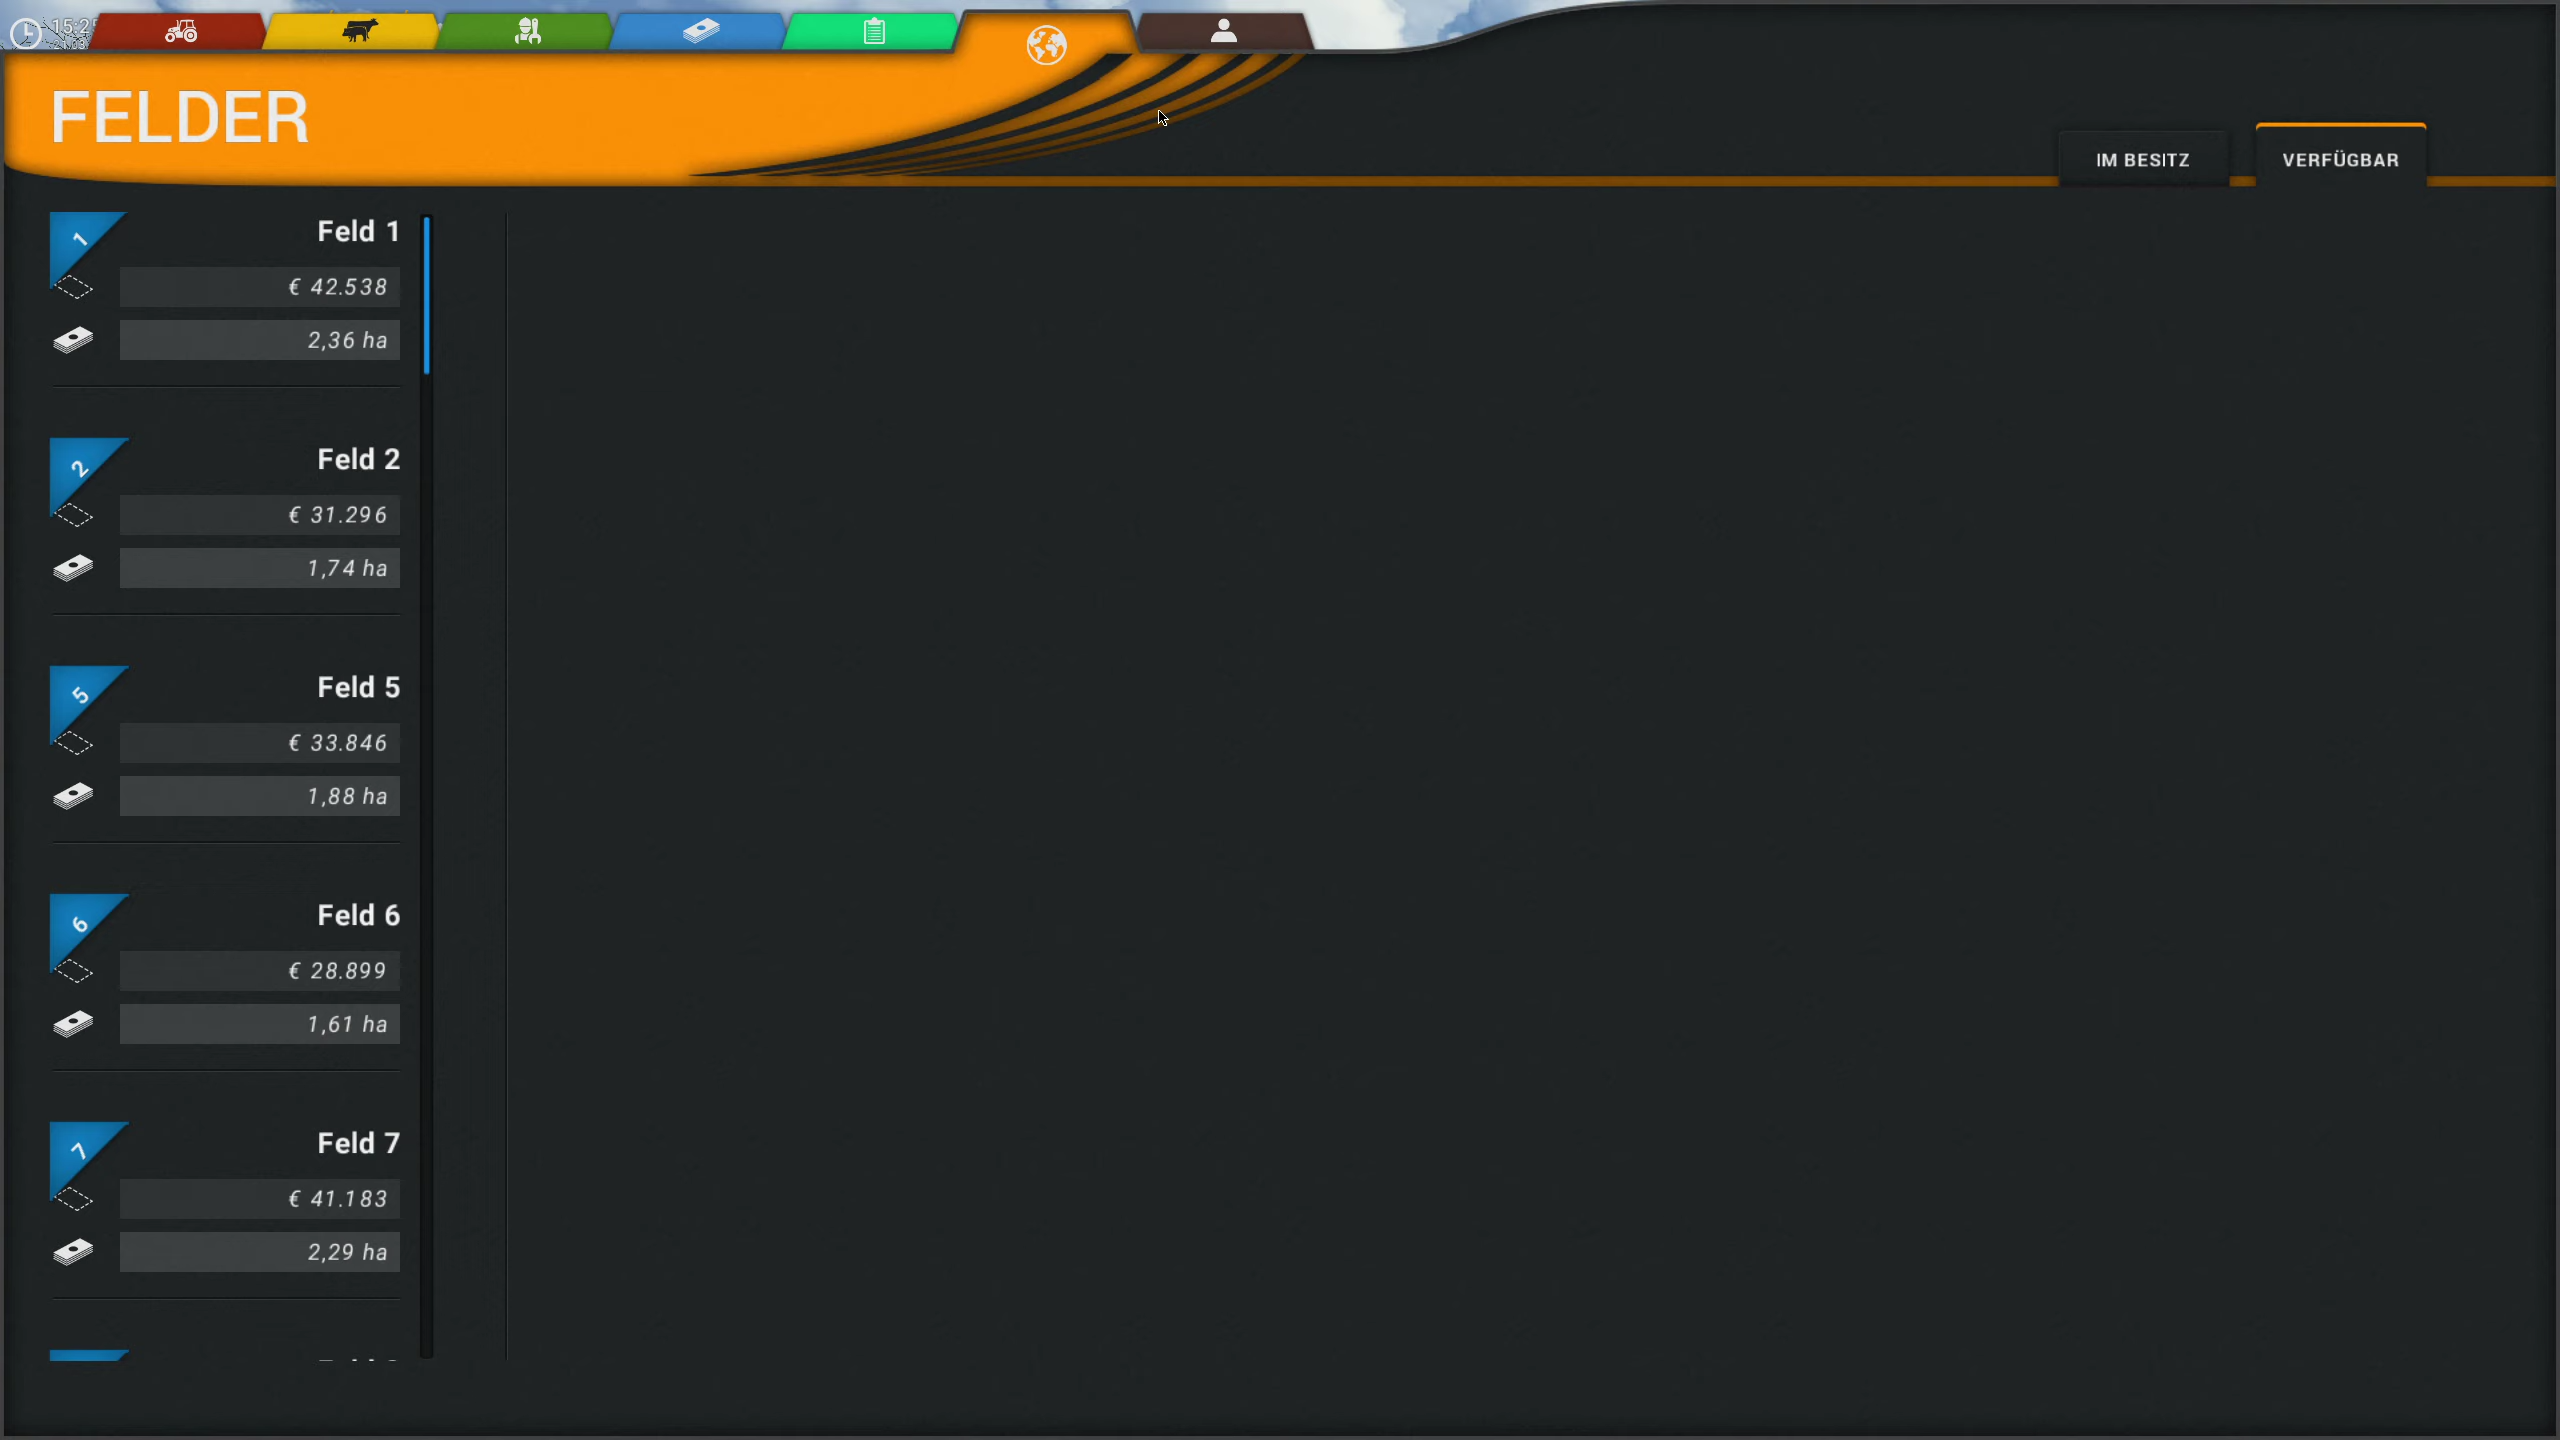 FELDER
IM BESITZ
VERFÜGBAR
1
Feld 1
€ 42.538
2,36 ha
2
Feld 2
€ 31.296
1,74 ha
5
Feld 5
€ 33.846
1,88 ha
6
Feld 6
€ 28.899
1,61 ha
7
Feld 7
€ 41.183
2,29 ha